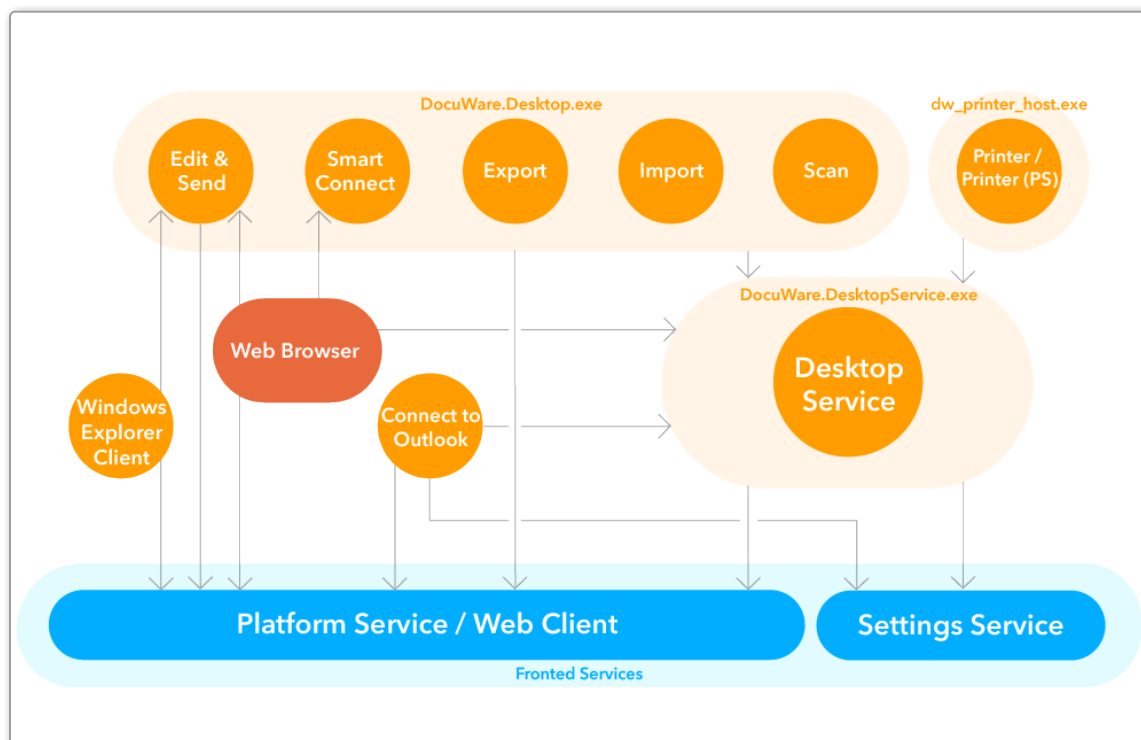 DocuWare.Desktop.exe
dw_printer_host.exe
Edit &
Send
Smart
Connect
Export
Import
Scan
Printer /
Printer (PS)
DocuWare.DesktopService.exe
Web Browser
Desktop
Service
Windows
Explorer
Client
Connect to
Outlook
Platform Service / Web Client
Settings Service
Fronted Services